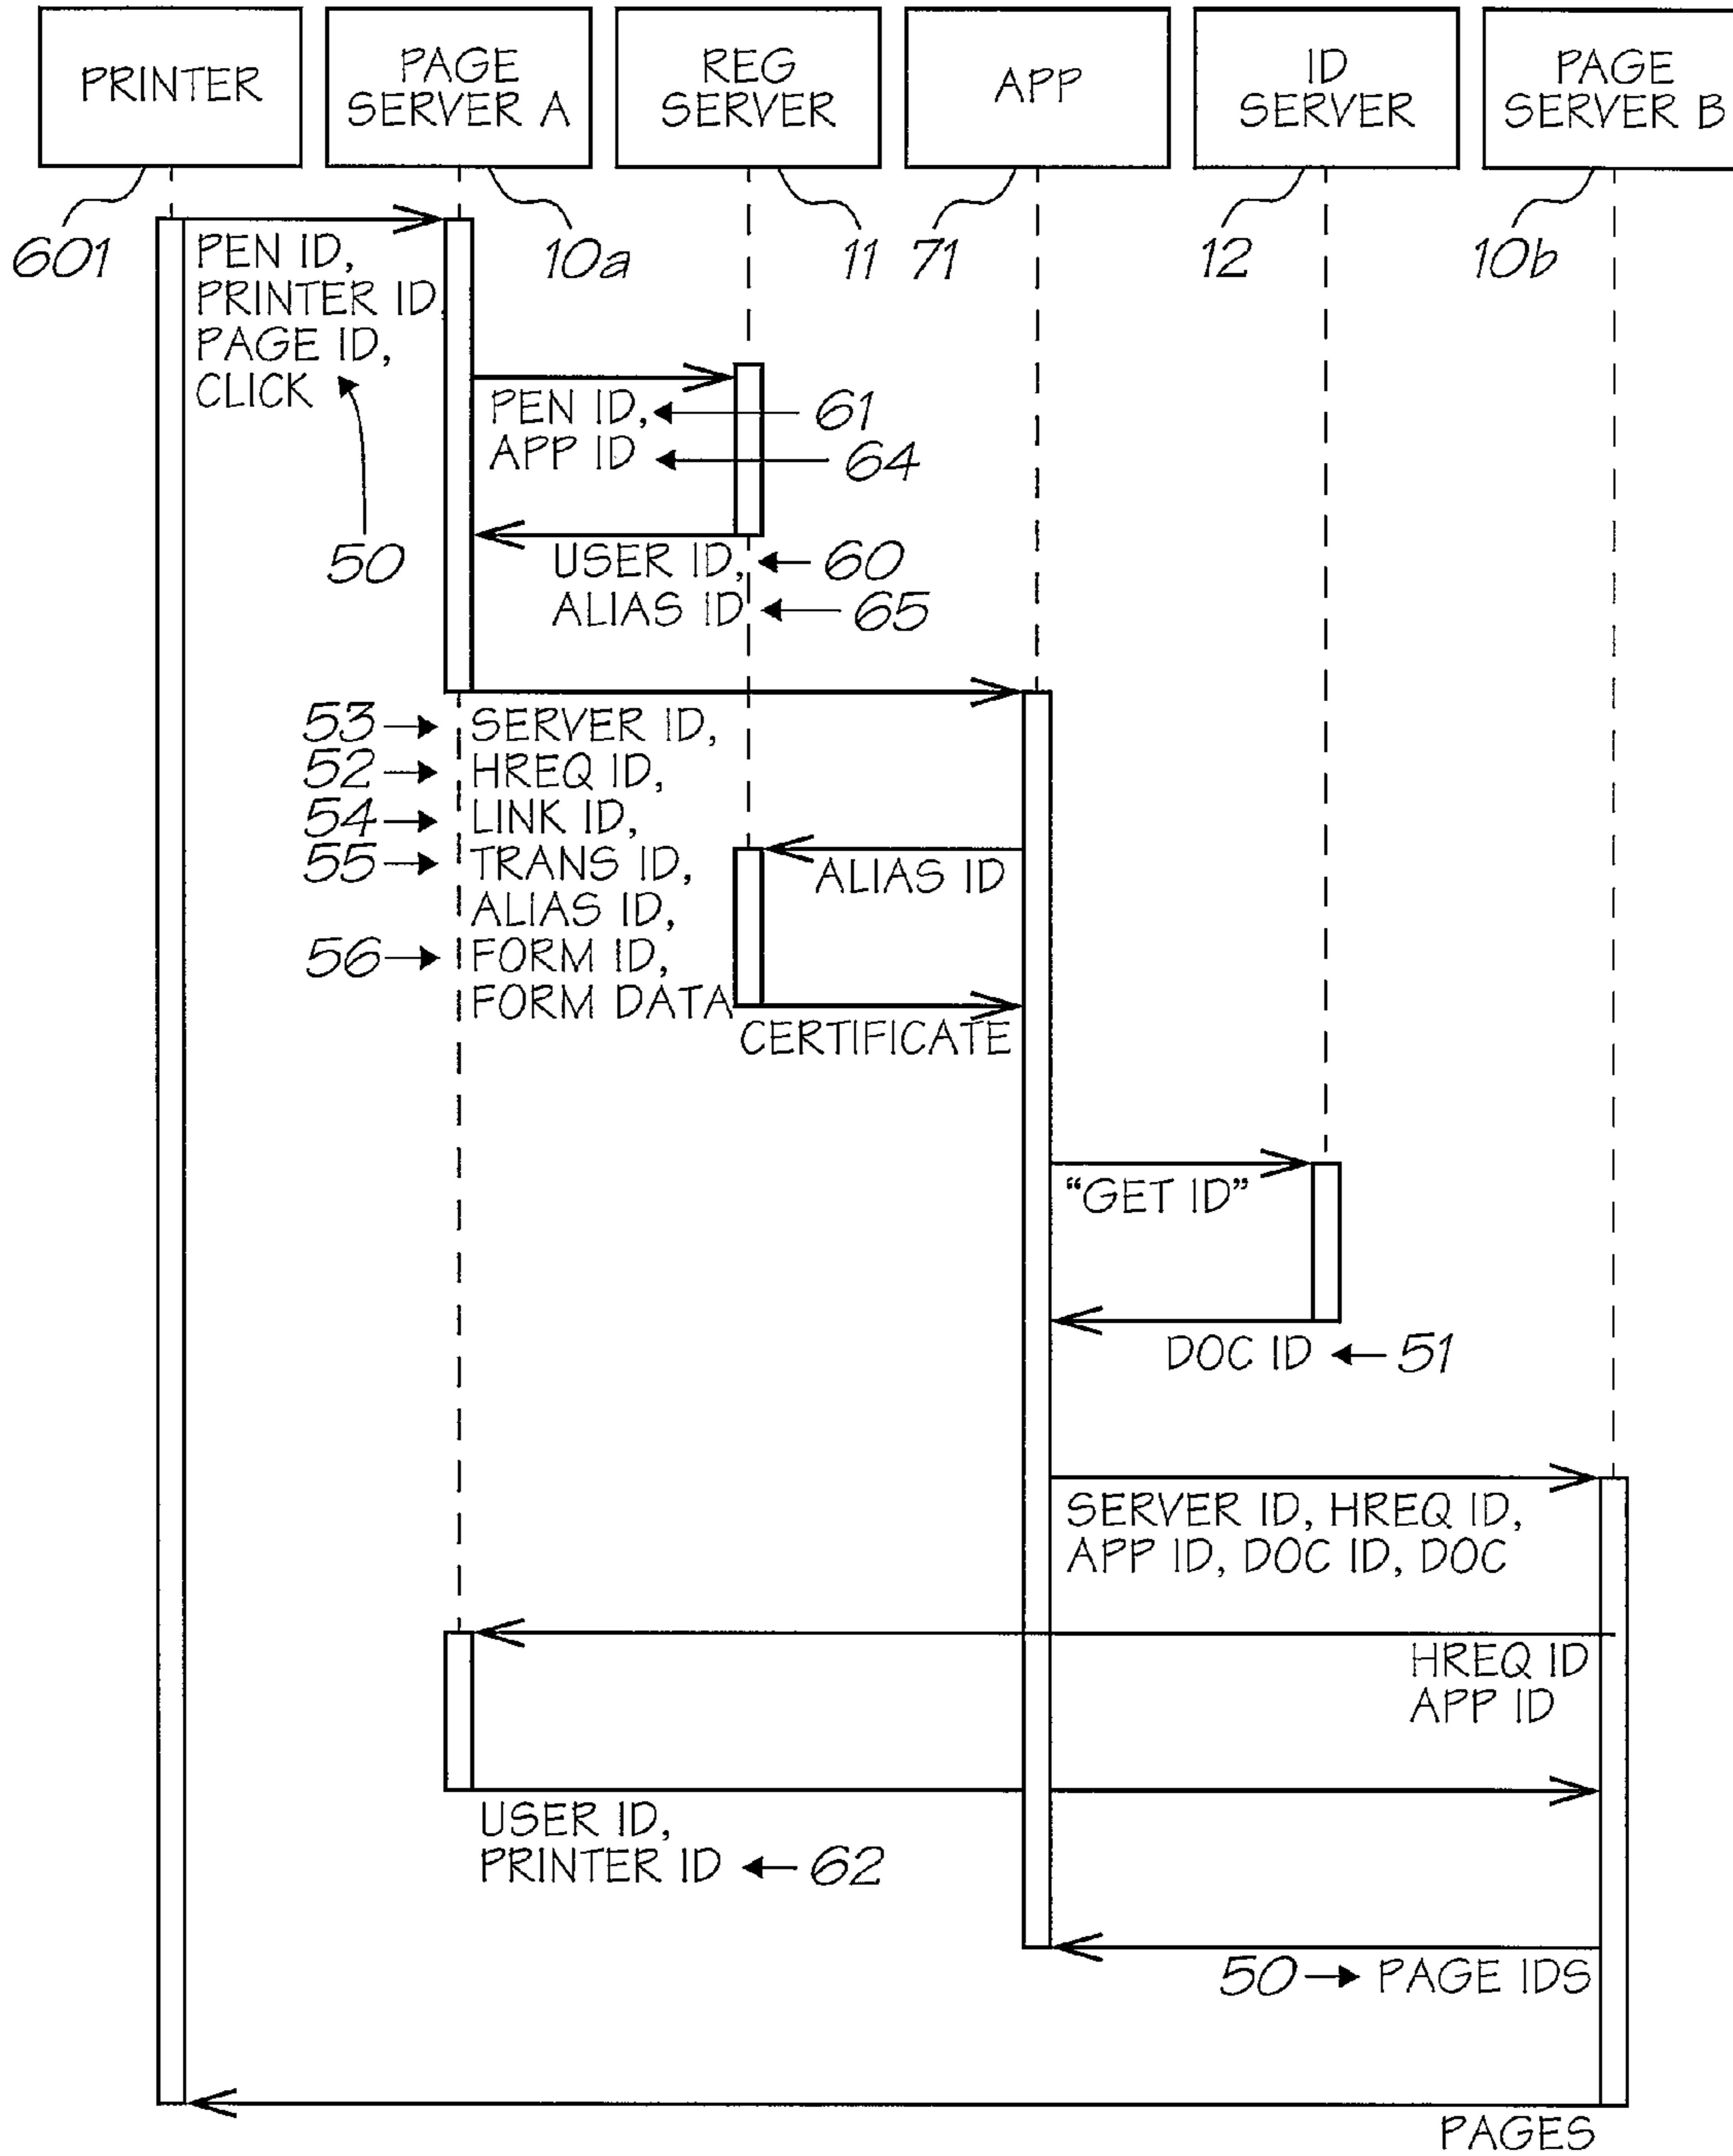 PRINTER
PAGE
SERVER A
REG
SERVER
APP
ID
SERVER
PAGE
SERVER B
601
10a
11
71
12
10b
PEN ID,
PRINTER ID
PAGE ID,
CLICK
50
PEN ID,
61
APP ID
64
USER ID,
60
ALIAS ID
65
53
SERVER ID,
52
HREQ ID,
54
LINK ID,
55
TRANS ID,
ALIAS ID,
56
FORM ID,
FORM DATA
ALIAS ID
CERTIFICATE
“GET ID”
DOC ID
51
SERVER ID, HREQ ID,
APP ID, DOC ID, DOC
HREQ ID
APP ID
USER ID,
PRINTER ID
62
50
PAGE IDS
PAGES